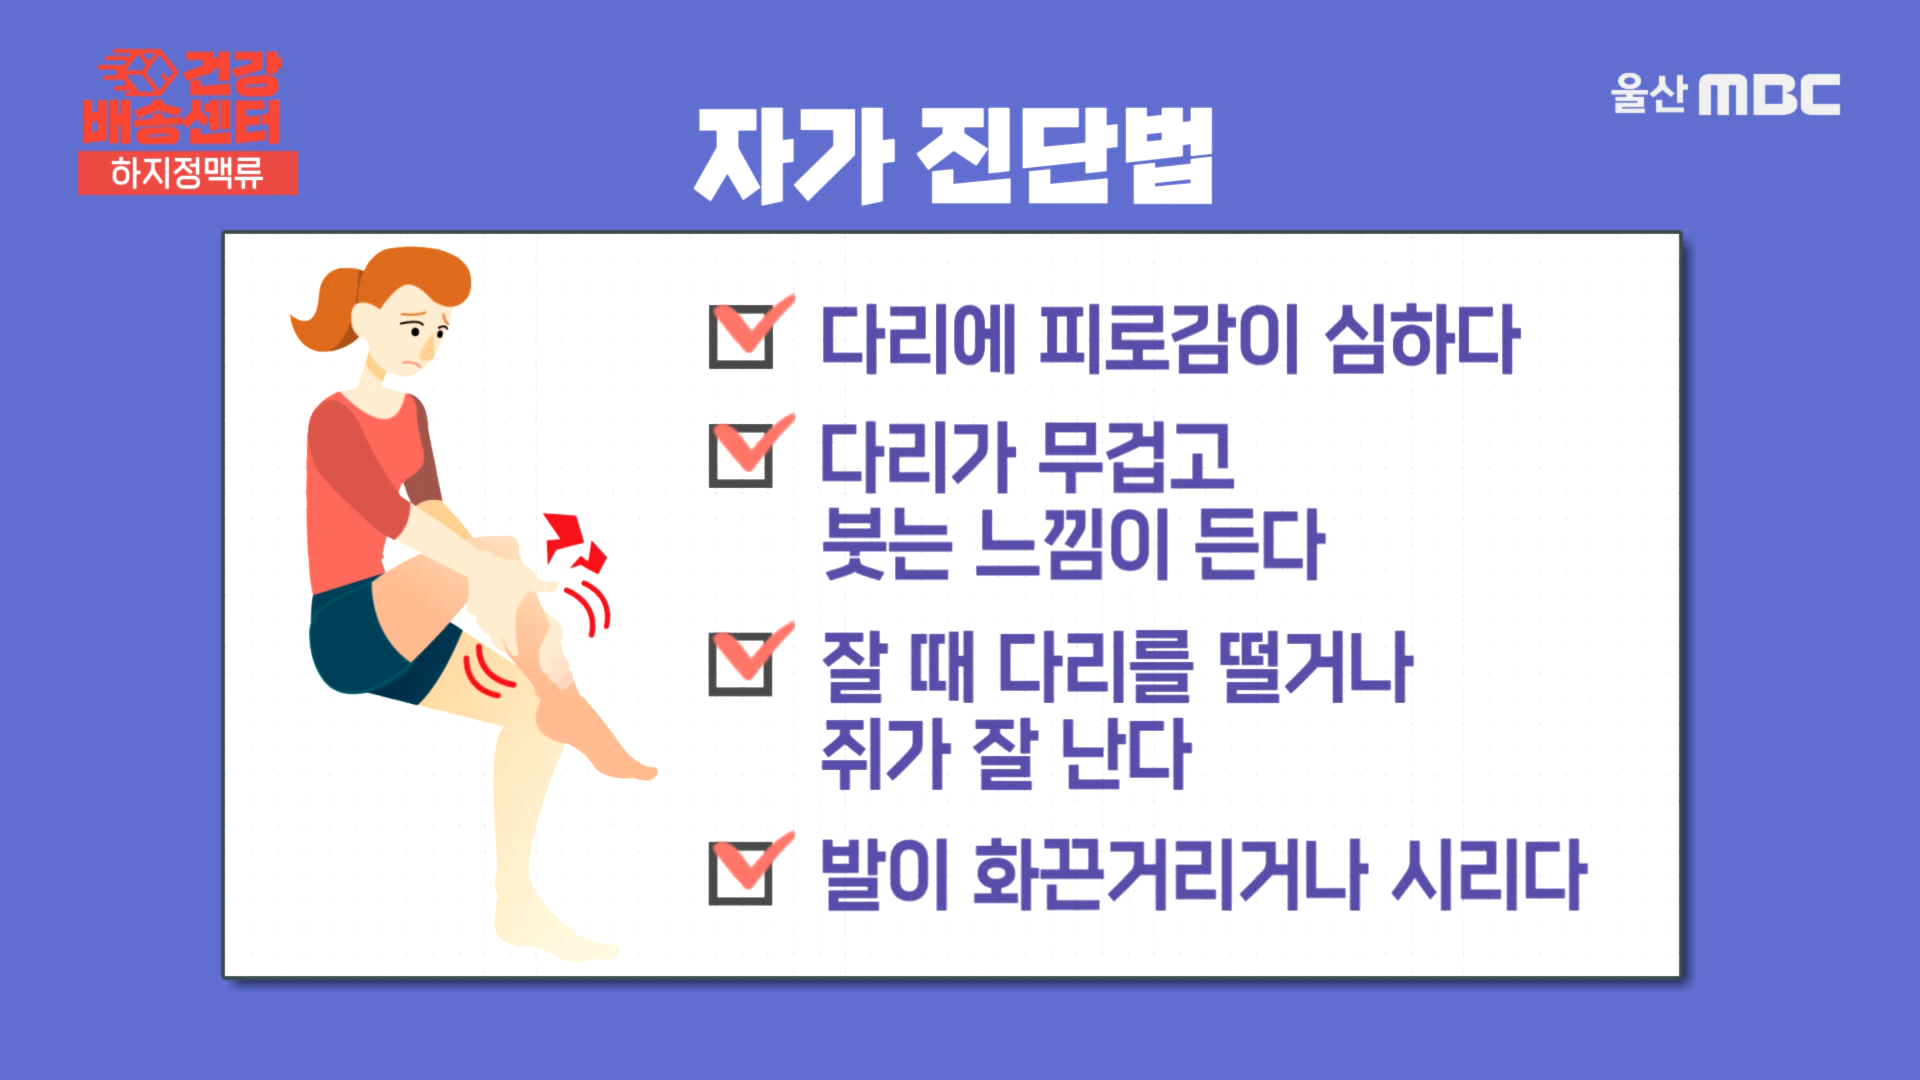 건강
배송센터
하지정맥류
울산 MBC
자가 진단법
다리에 피로감이 심하다
다리가 무겁고
붓는 느낌이 든다
잘 때 다리를 떨거나
쥐가 잘 난다
발이 화끈거리거나 시리다